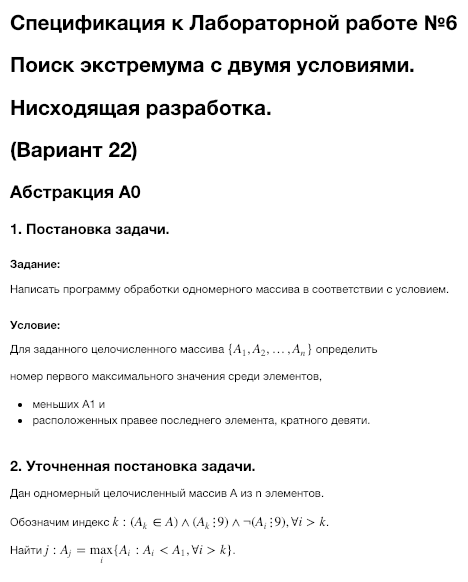 Спецификация к Лабораторной работе №6
Поиск экстремума с двумя условиями.
Нисходящая разработка.
(Вариант 22)
Абстракция A0
1. Постановка задачи.
Задание:
Написать программу обработки одномерного массива в соответствии с условием.
Условие:
Для заданного целочисленного массива {A₁, A₂, … , Aₙ} определить
номер первого максимального значения среди элементов,
• меньших A1 и
• расположенных правее последнего элемента, кратного девяти.
2. Уточненная постановка задачи.
Дан одномерный целочисленный массив A из n элементов.
Обозначим индекс k : (Aₖ ∈ A) ∧ (Aₖ⋮9) ∧ ¬(Aᵢ⋮9), ∀i > k.
Найти j : Aⱼ = max{Aᵢ : Aᵢ < A₁, ∀i > k}.
i